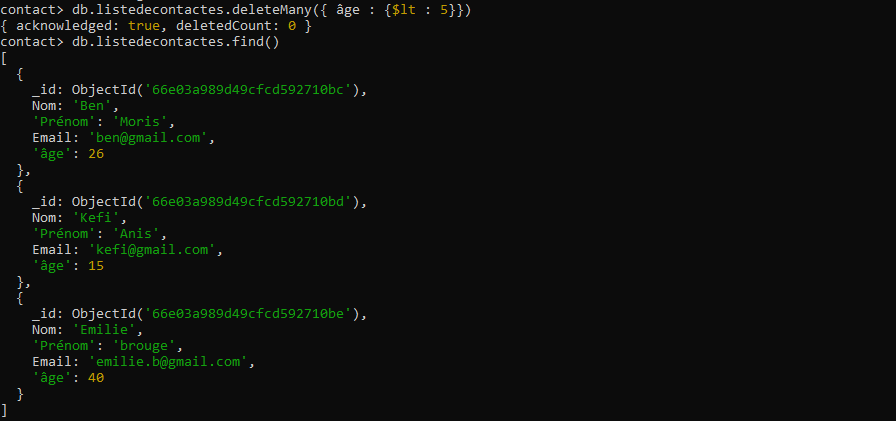 contact> db.listedecontactes.deleteMany({ âge : {$lt : 5}})
{ acknowledged: true, deletedCount: 0 }
contact> db.listedecontactes.find()
[
  {
    _id: ObjectId('66e03a989d49cfcd592710bc'),
    Nom: 'Ben',
    'Prénom': 'Moris',
    Email: 'ben@gmail.com',
    'âge': 26
  },
  {
    _id: ObjectId('66e03a989d49cfcd592710bd'),
    Nom: 'Kefi',
    'Prénom': 'Anis',
    Email: 'kefi@gmail.com',
    'âge': 15
  },
  {
    _id: ObjectId('66e03a989d49cfcd592710be'),
    Nom: 'Emilie',
    'Prénom': 'brouge',
    Email: 'emilie.b@gmail.com',
    'âge': 40
  }
]